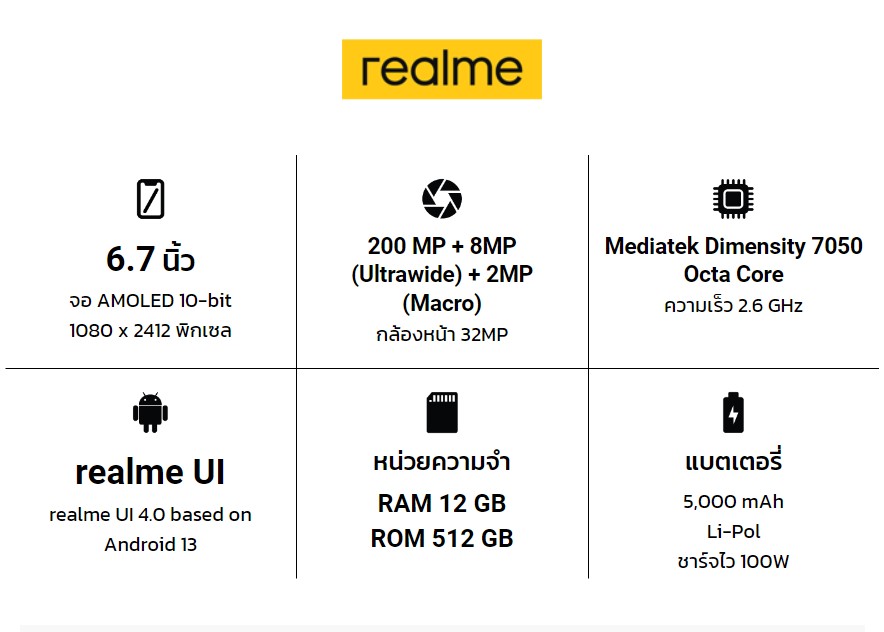 realme
6.7 นิ้ว
จอ AMOLED 10-bit
1080 x 2412 พิกเซล
200 MP + 8MP
(Ultrawide) + 2MP
(Macro)
กล้องหน้า 32MP
Mediatek Dimensity 7050
Octa Core
ความเร็ว 2.6 GHz
realme UI
realme UI 4.0 based on
Android 13
หน่วยความจำ
RAM 12 GB
ROM 512 GB
แบตเตอรี่
5,000 mAh
Li-Pol
ชาร์จไว 100W